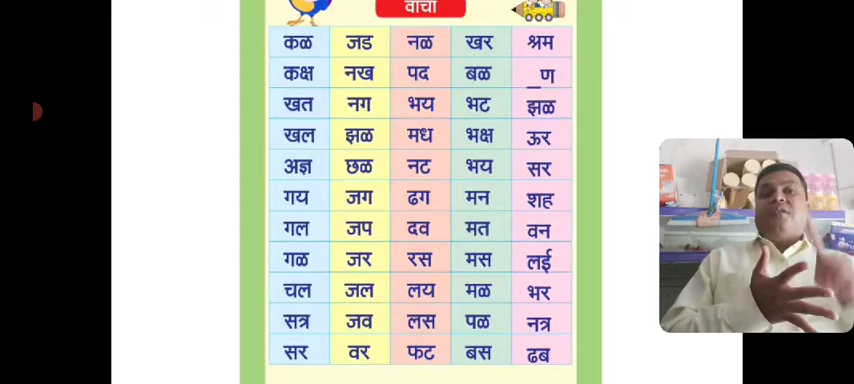 वाचा
कळ जड नळ खर श्रम
कक्ष नख पद बळ _ण
खत नग भय भट झळ
खल झळ मध भक्ष ऊर
अज्ञ छळ नट भय सर
गय जग ढग मन शह
गल जप दव मत वन
गळ जर रस मस लई
चल जल लय मळ भर
सत्र जव लस पळ नत्र
सर वर फट बस ढब